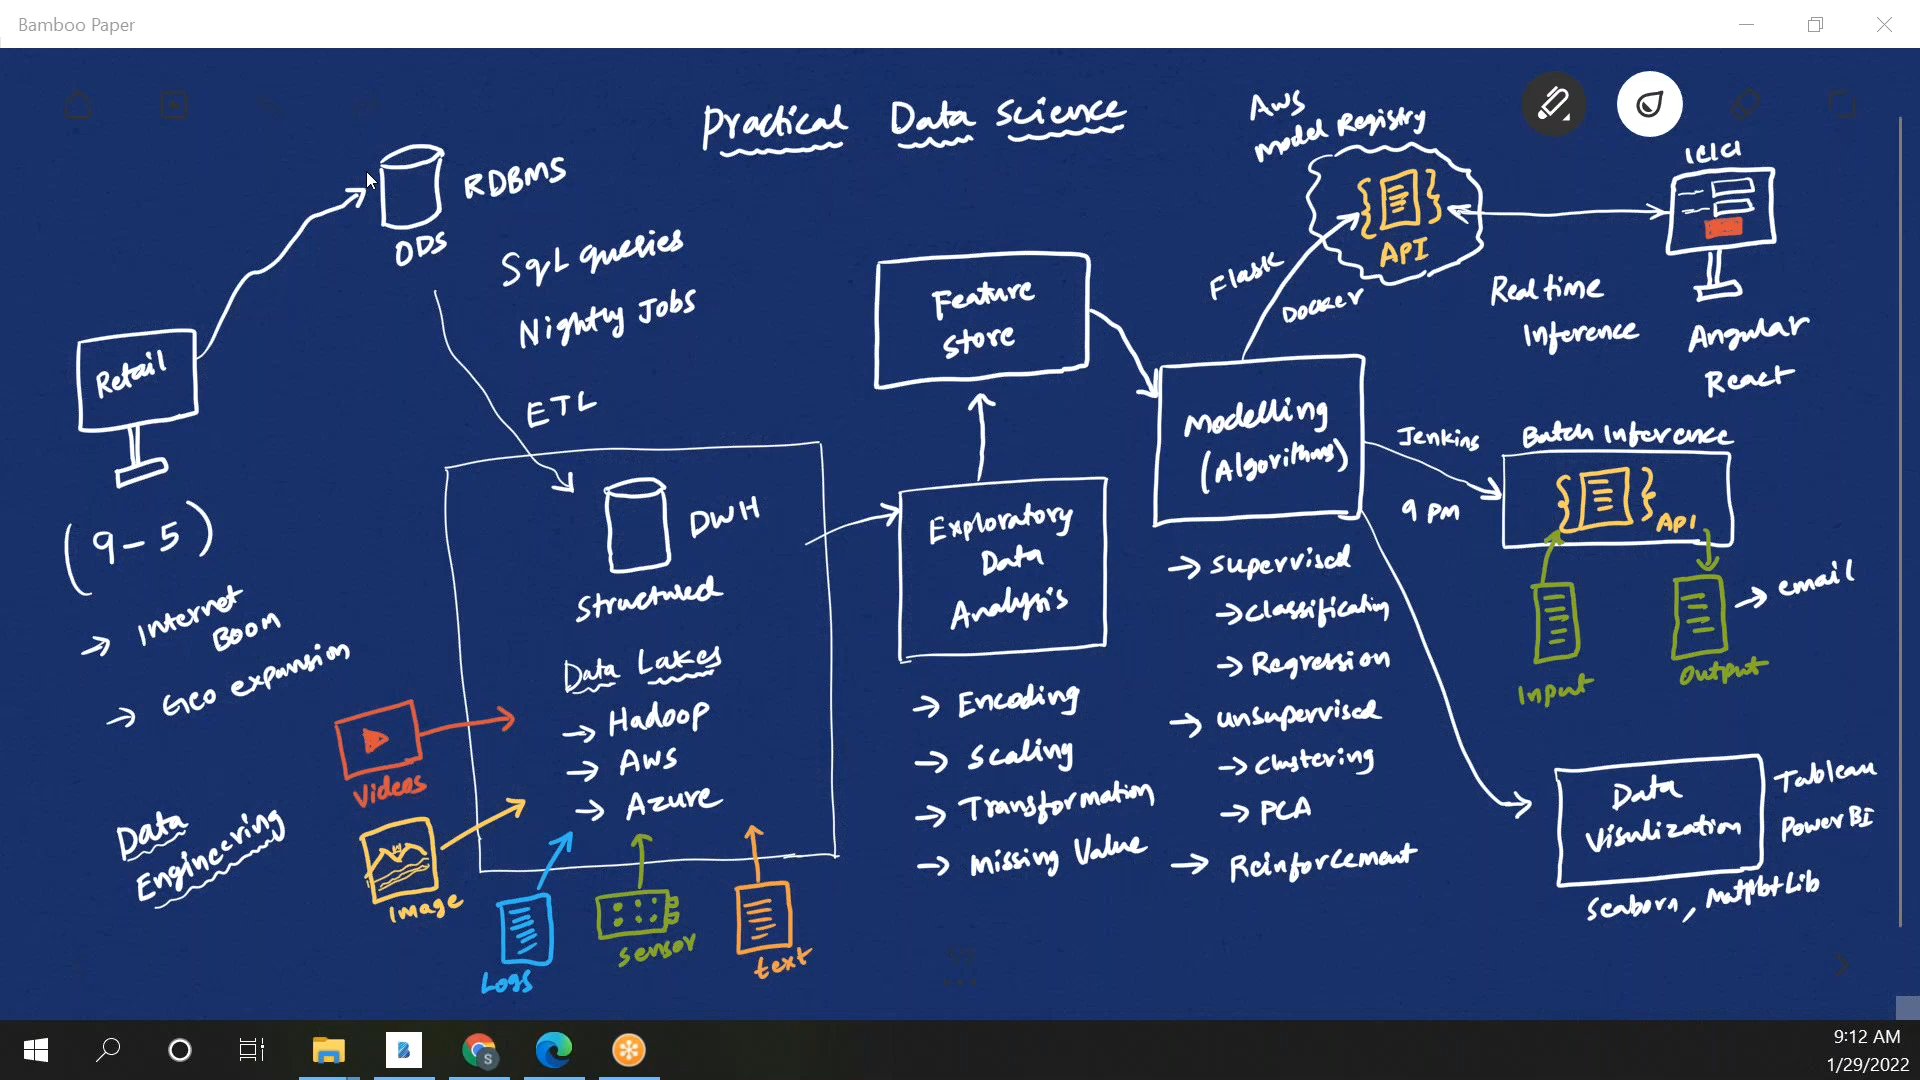 Bamboo Paper
Practical Data Science
Retail
(9-5)
→ Internet
Boom
→ Geo expansion
Data
Engineering
RDBMS
ODS
SQL queries
Nightly Jobs
ETL
DWH
Structured
Data Lakes
→ Hadoop
→ AWS
→ Azure
Videos
Image
Logs
sensor
text
Exploratory
Data
Analysis
→ Encoding
→ Scaling
→ Transformation
→ Missing Value
Feature
Store
Modelling
(Algorithms)
→ Supervised
→ Classification
→ Regression
→ unsupervised
→ clustering
→ PCA
→ Reinforcement
Flask
Docker
AWS
Model Registry
{ }
API
ICICI
Realtime
Inference
Angular
React
Jenkins
9 PM
Batch Inference
{ }
API
Input
Output
→ email
Data
Visulization
Tableau
Power BI
Seaborn, MatplotLib
S
9:12 AM
1/29/2022